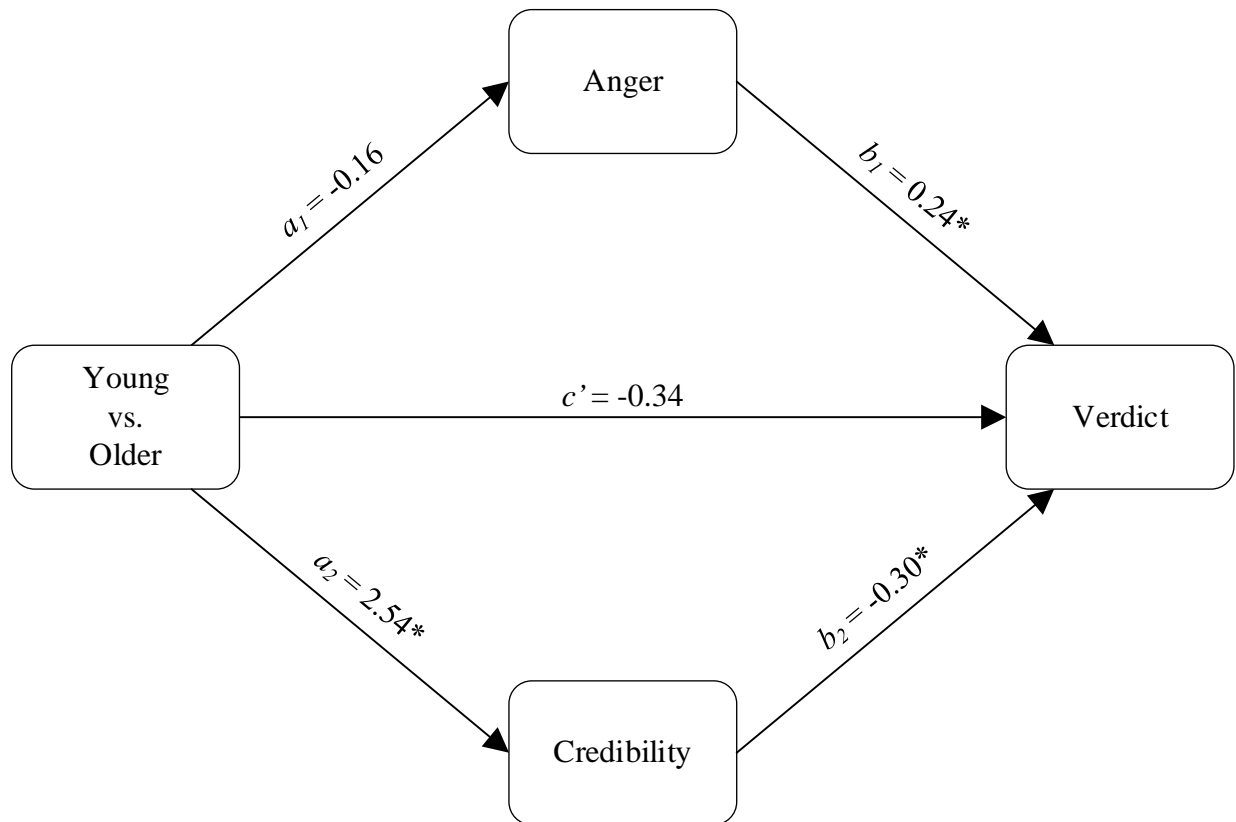 Anger
a1 = -0.16
b1 = 0.24*
Young
vs.
Older
c’ = -0.34
Verdict
a2 = 2.54*
b2 = -0.30*
Credibility